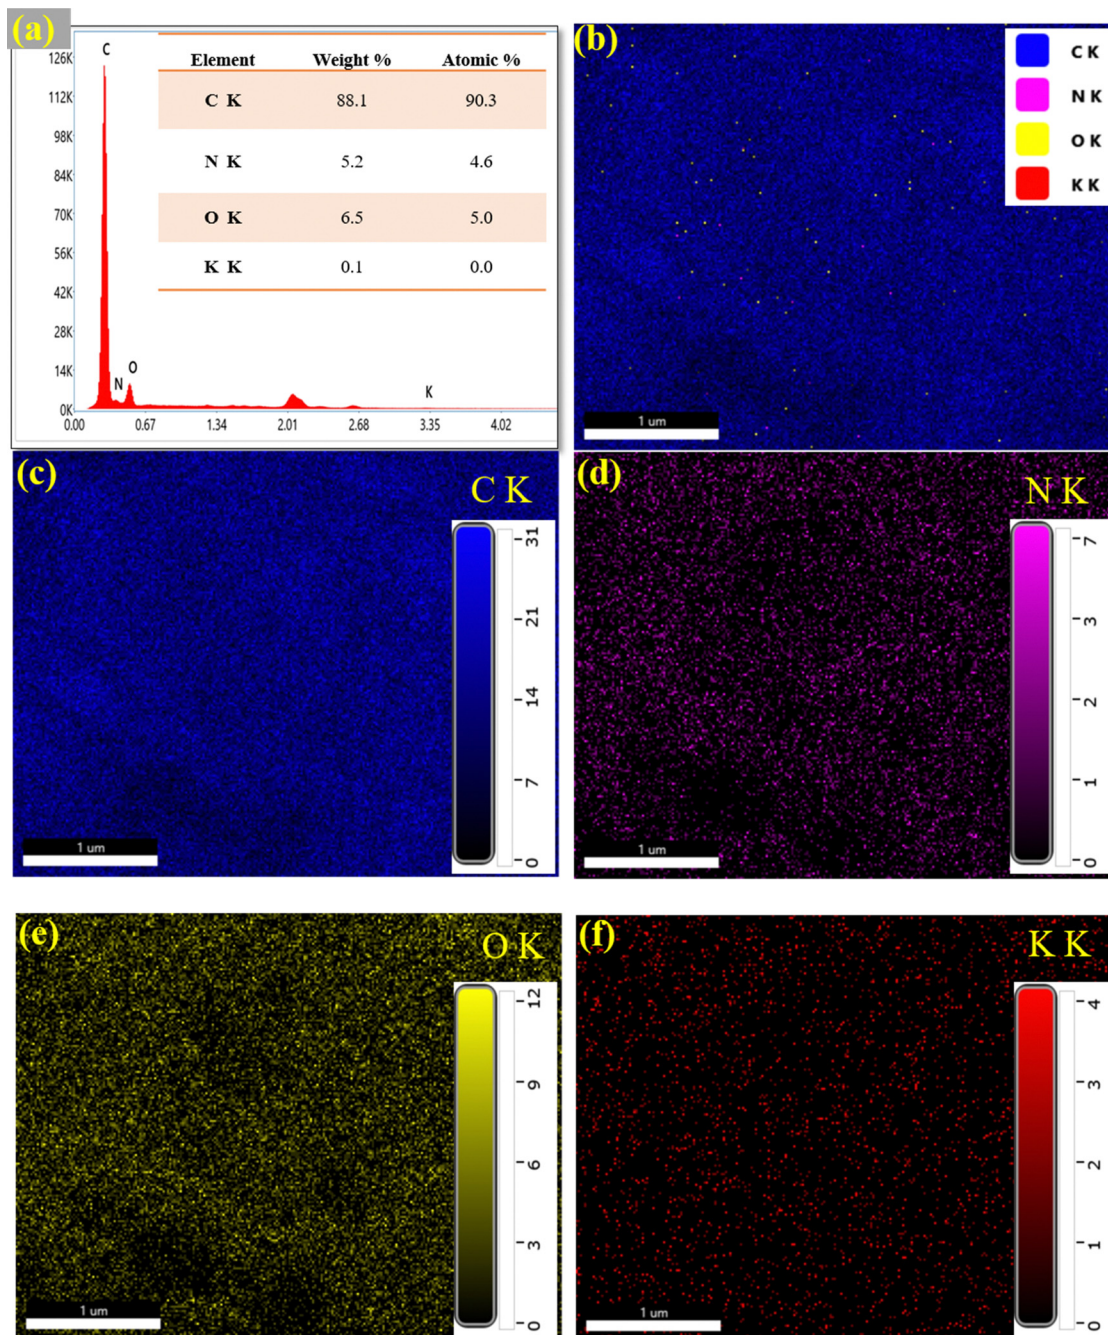 (a)
C
126K
112K
98K
84K
70K
56K
42K
28K
14K
0K
N
O
K
0.00 0.67 1.34 2.01 2.68 3.35 4.02
Element Weight % Atomic %
C K 88.1 90.3
N K 5.2 4.6
O K 6.5 5.0
K K 0.1 0.0
(b)
C K
N K
O K
K K
1 um
(c)
C K
31
21
14
7
0
1 um
(d)
N K
7
3
2
1
0
1 um
(e)
O K
12
9
6
3
0
1 um
(f)
K K
4
3
2
1
0
1 um